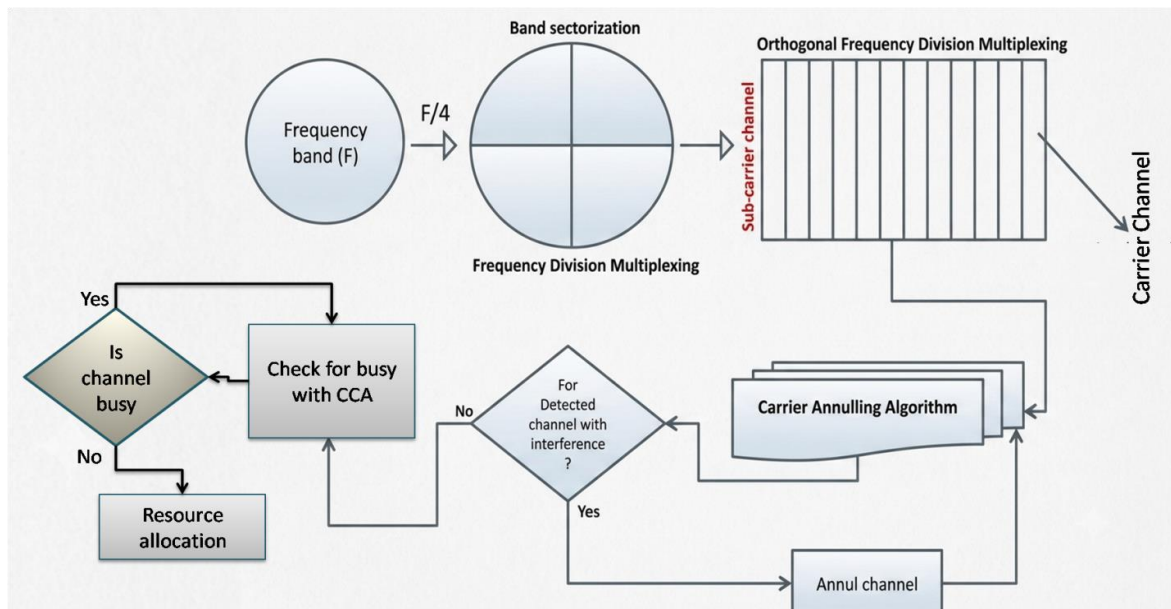 Band sectorization
Orthogonal Frequency Division Multiplexing
Frequency
band (F)
F/4
Sub-carrier channel
Carrier Channel
Frequency Division Multiplexing
Yes
Is
channel
busy
No
Check for busy
with CCA
Resource
allocation
No
For
Detected
channel with
interference
?
Yes
Carrier Annulling Algorithm
Annul channel